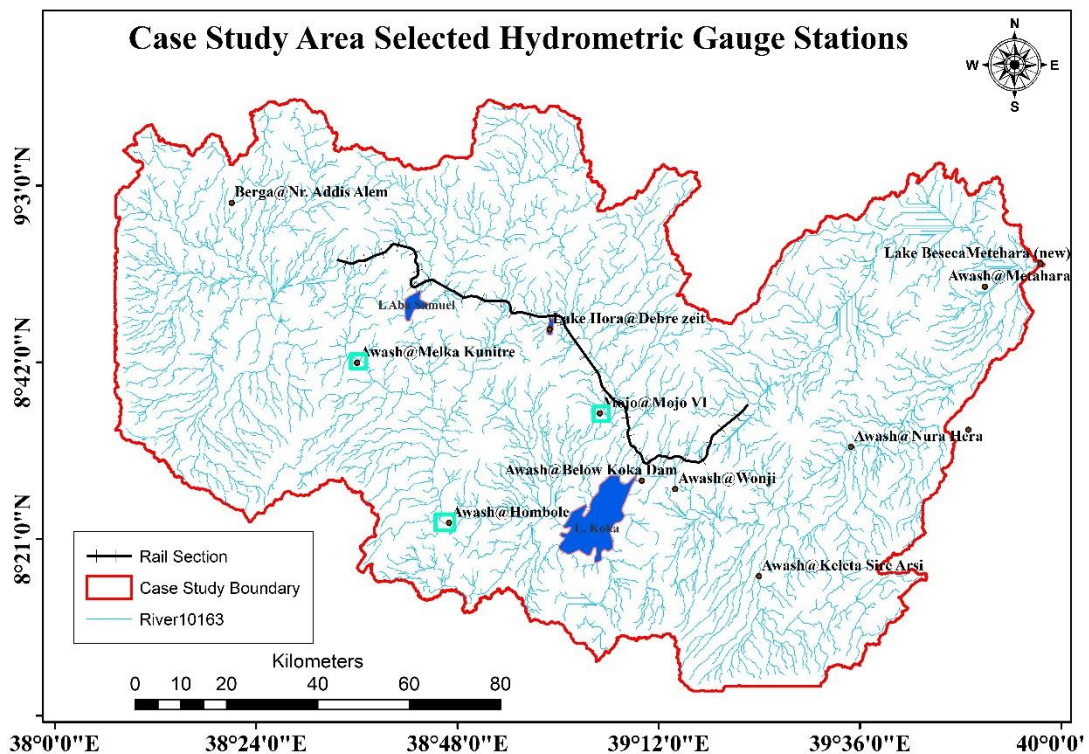 Case Study Area Selected Hydrometric Gauge Stations
N
W
E
S
9°3'0"N
8°42'0"N
8°21'0"N
Berga@Nr. Addis Alem
Lake BesecaMetehara (new)
Awash@Metahara
L.Aba Samuel
Lake Hora@Debre zeit
Awash@Melka Kunitre
Mojo@Mojo VI
Awash@Nura Hera
Awash@Below Koka Dam
Awash@Wonji
Awash@Hombole
L. Koka
Awash@Keleta Sire Arsi
Rail Section
Case Study Boundary
River10163
Kilometers
0 10 20 40 60 80
38°0'0"E 38°24'0"E 38°48'0"E 39°12'0"E 39°36'0"E 40°0'0"E